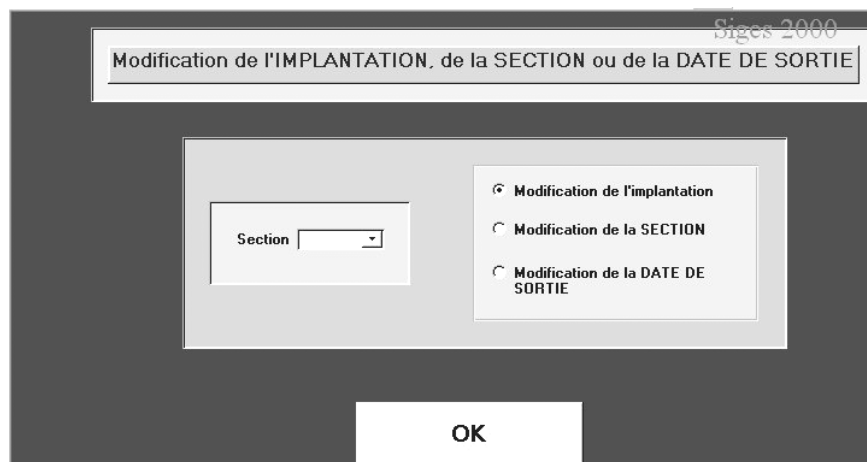 Siges 2000
Modification de l'IMPLANTATION, de la SECTION ou de la DATE DE SORTIE
Section
Modification de l'implantation
Modification de la SECTION
Modification de la DATE DE
SORTIE
OK